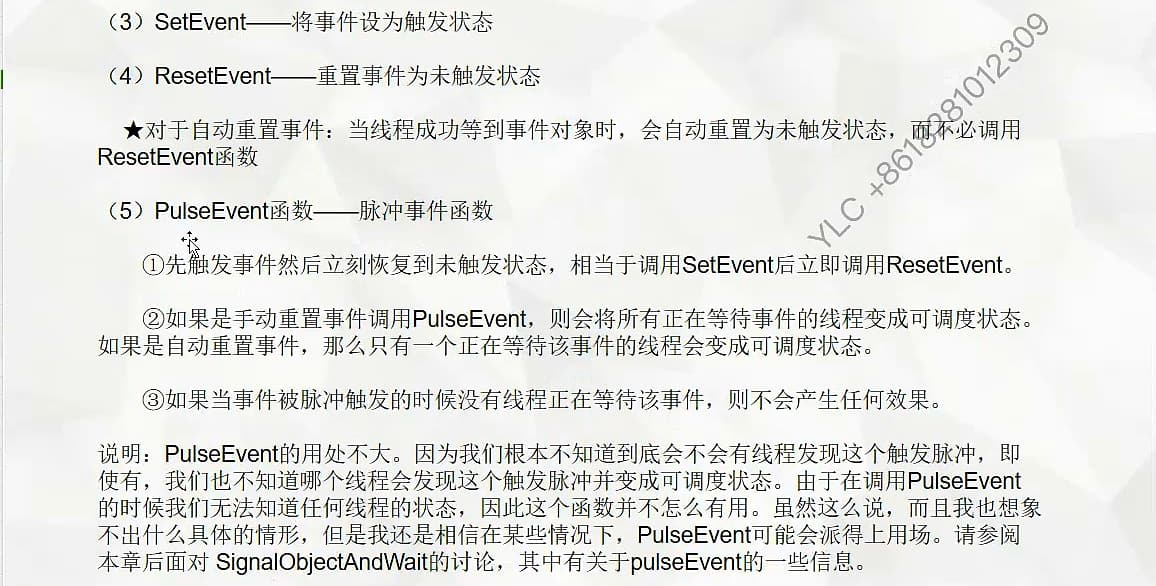 （3）SetEvent——将事件设为触发状态
（4）ResetEvent——重置事件为未触发状态
★对于自动重置事件：当线程成功等到事件对象时，会自动重置为未触发状态，而不必调用
ResetEvent函数
（5）PulseEvent函数——脉冲事件函数
①先触发事件然后立刻恢复到未触发状态，相当于调用SetEvent后立即调用ResetEvent。
②如果是手动重置事件调用PulseEvent，则会将所有正在等待事件的线程变成可调度状态。
如果是自动重置事件，那么只有一个正在等待该事件的线程会变成可调度状态。
③如果当事件被脉冲触发的时候没有线程正在等待该事件，则不会产生任何效果。
说明：PulseEvent的用处不大。因为我们根本不知道到底会不会有线程发现这个触发脉冲，即
使有，我们也不知道哪个线程会发现这个触发脉冲并变成可调度状态。由于在调用PulseEvent
的时候我们无法知道任何线程的状态，因此这个函数并不怎么有用。虽然这么说，而且我也想象
不出什么具体的情形，但是我还是相信在某些情况下，PulseEvent可能会派得上用场。请参阅
本章后面对 SignalObjectAndWait的讨论，其中有关于pulseEvent的一些信息。